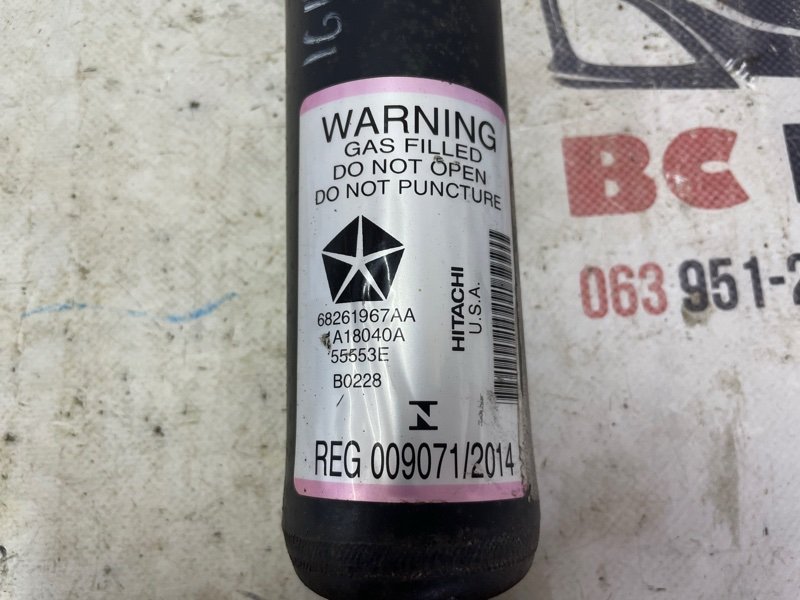 WARNING
GAS FILLED
DO NOT OPEN
DO NOT PUNCTURE
68261967AA
A18040A
55553E
B0228
HITACHI
U.S.A.
REG 009071/2014
BC
063 951-2